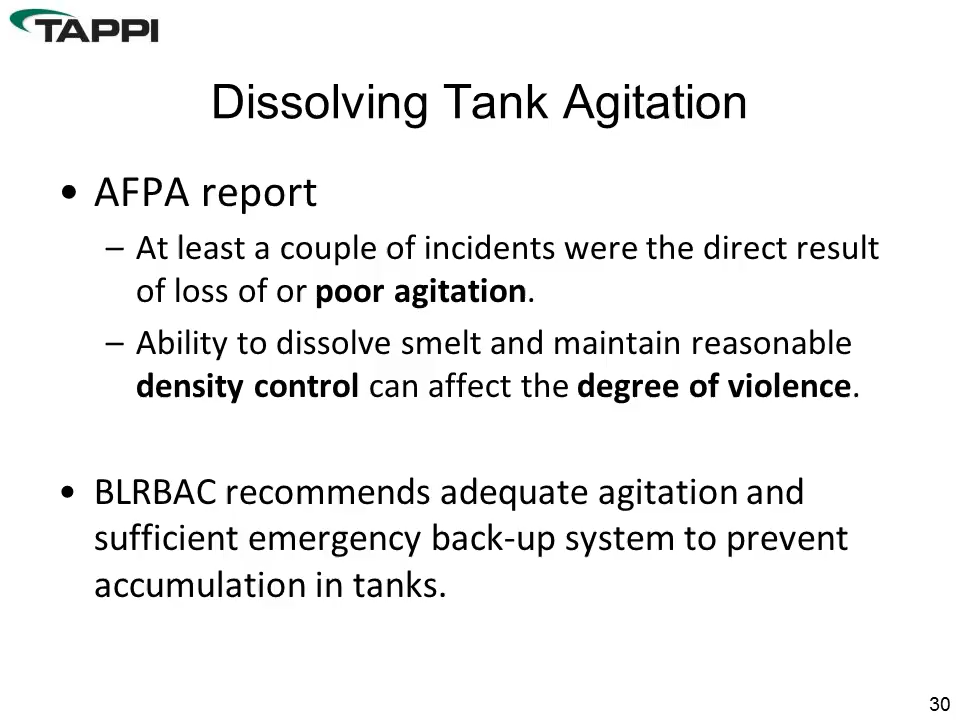 TAPPI
Dissolving Tank Agitation
• AFPA report
– At least a couple of incidents were the direct result
of loss of or poor agitation.
– Ability to dissolve smelt and maintain reasonable
density control can affect the degree of violence.
• BLRBAC recommends adequate agitation and
sufficient emergency back-up system to prevent
accumulation in tanks.
30